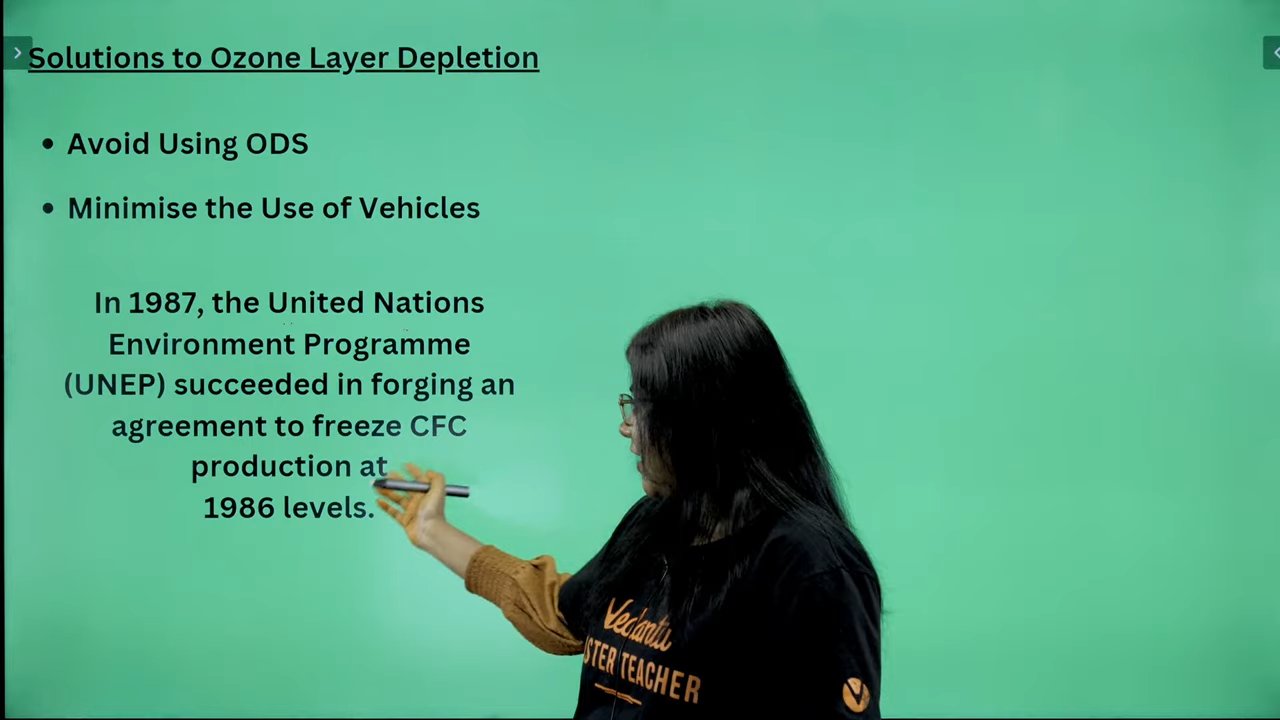 Solutions to Ozone Layer Depletion
• Avoid Using ODS
• Minimise the Use of Vehicles
In 1987, the United Nations
Environment Programme
(UNEP) succeeded in forging an
agreement to freeze CFC
production at
1986 levels.
Vedantu
TEACHER